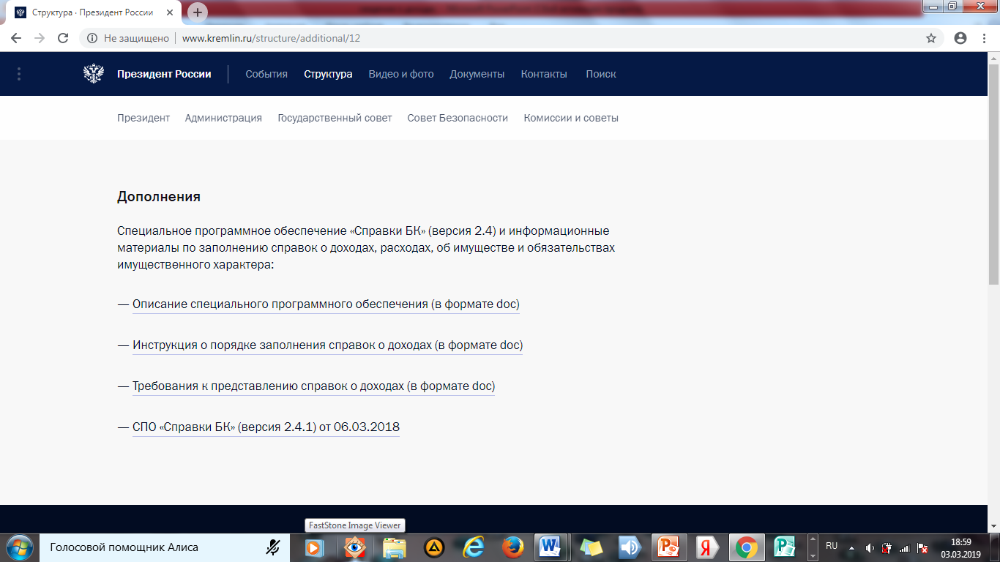 Структура · Президент России
Не защищено
www.kremlin.ru/structure/additional/12
Президент России
События Структура Видео и фото Документы Контакты Поиск
Президент Администрация Государственный совет Совет Безопасности Комиссии и советы
Дополнения
Специальное программное обеспечение «Справки БК» (версия 2.4) и информационные
материалы по заполнению справок о доходах, расходах, об имуществе и обязательствах
имущественного характера:
— Описание специального программного обеспечения (в формате doc)
— Инструкция о порядке заполнения справок о доходах (в формате doc)
— Требования к представлению справок о доходах (в формате doc)
— СПО «Справки БК» (версия 2.4.1) от 06.03.2018
FastStone Image Viewer
Голосовой помощник Алиса
RU
18:59
03.03.2019